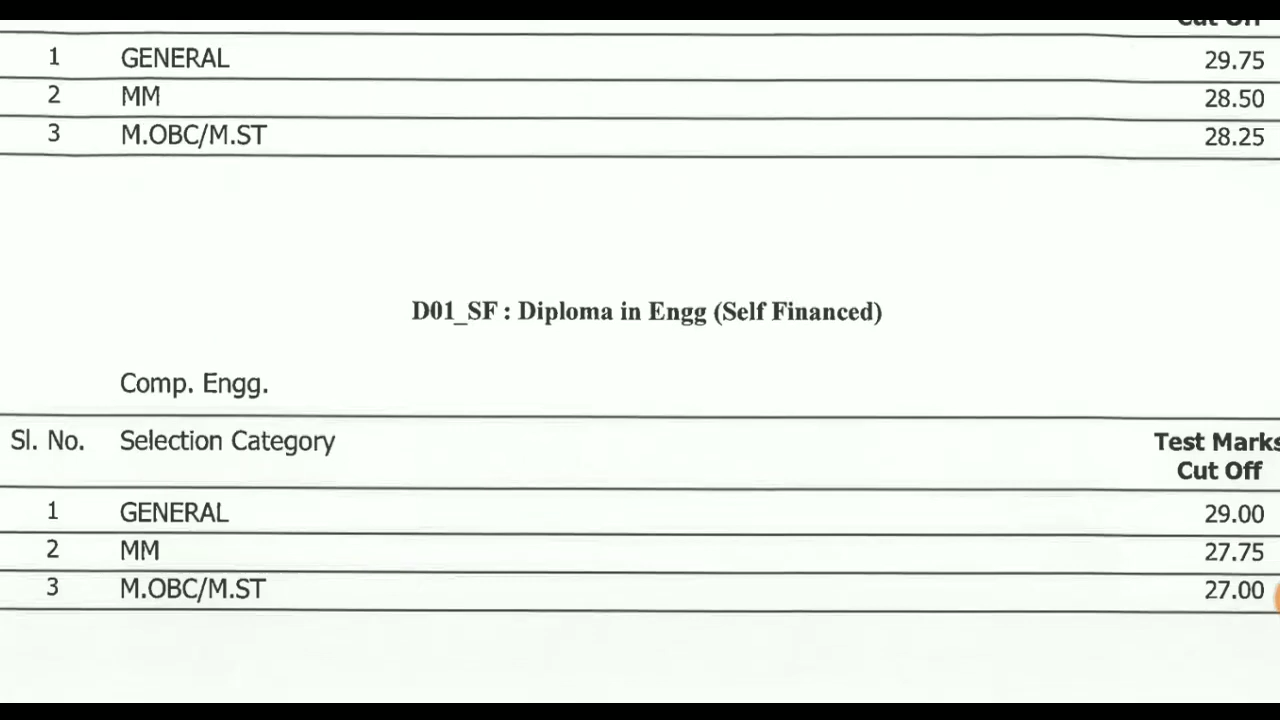 Cut Off
1 GENERAL 29.75
2 MM 28.50
3 M.OBC/M.ST 28.25
D01_SF : Diploma in Engg (Self Financed)
Comp. Engg.
Sl. No. Selection Category Test Marks
Cut Off
1 GENERAL 29.00
2 MM 27.75
3 M.OBC/M.ST 27.00